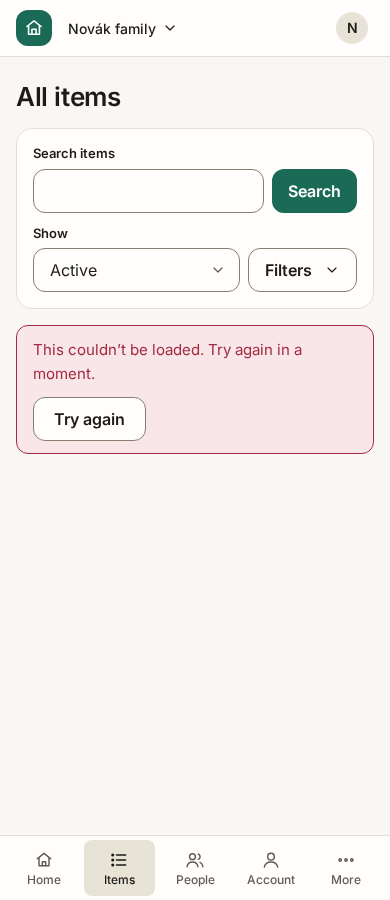 Novák family
N
All items
Search items
Search
Show
Active
Filters
This couldn’t be loaded. Try again in a
moment.
Try again
Home
Items
People
Account
More